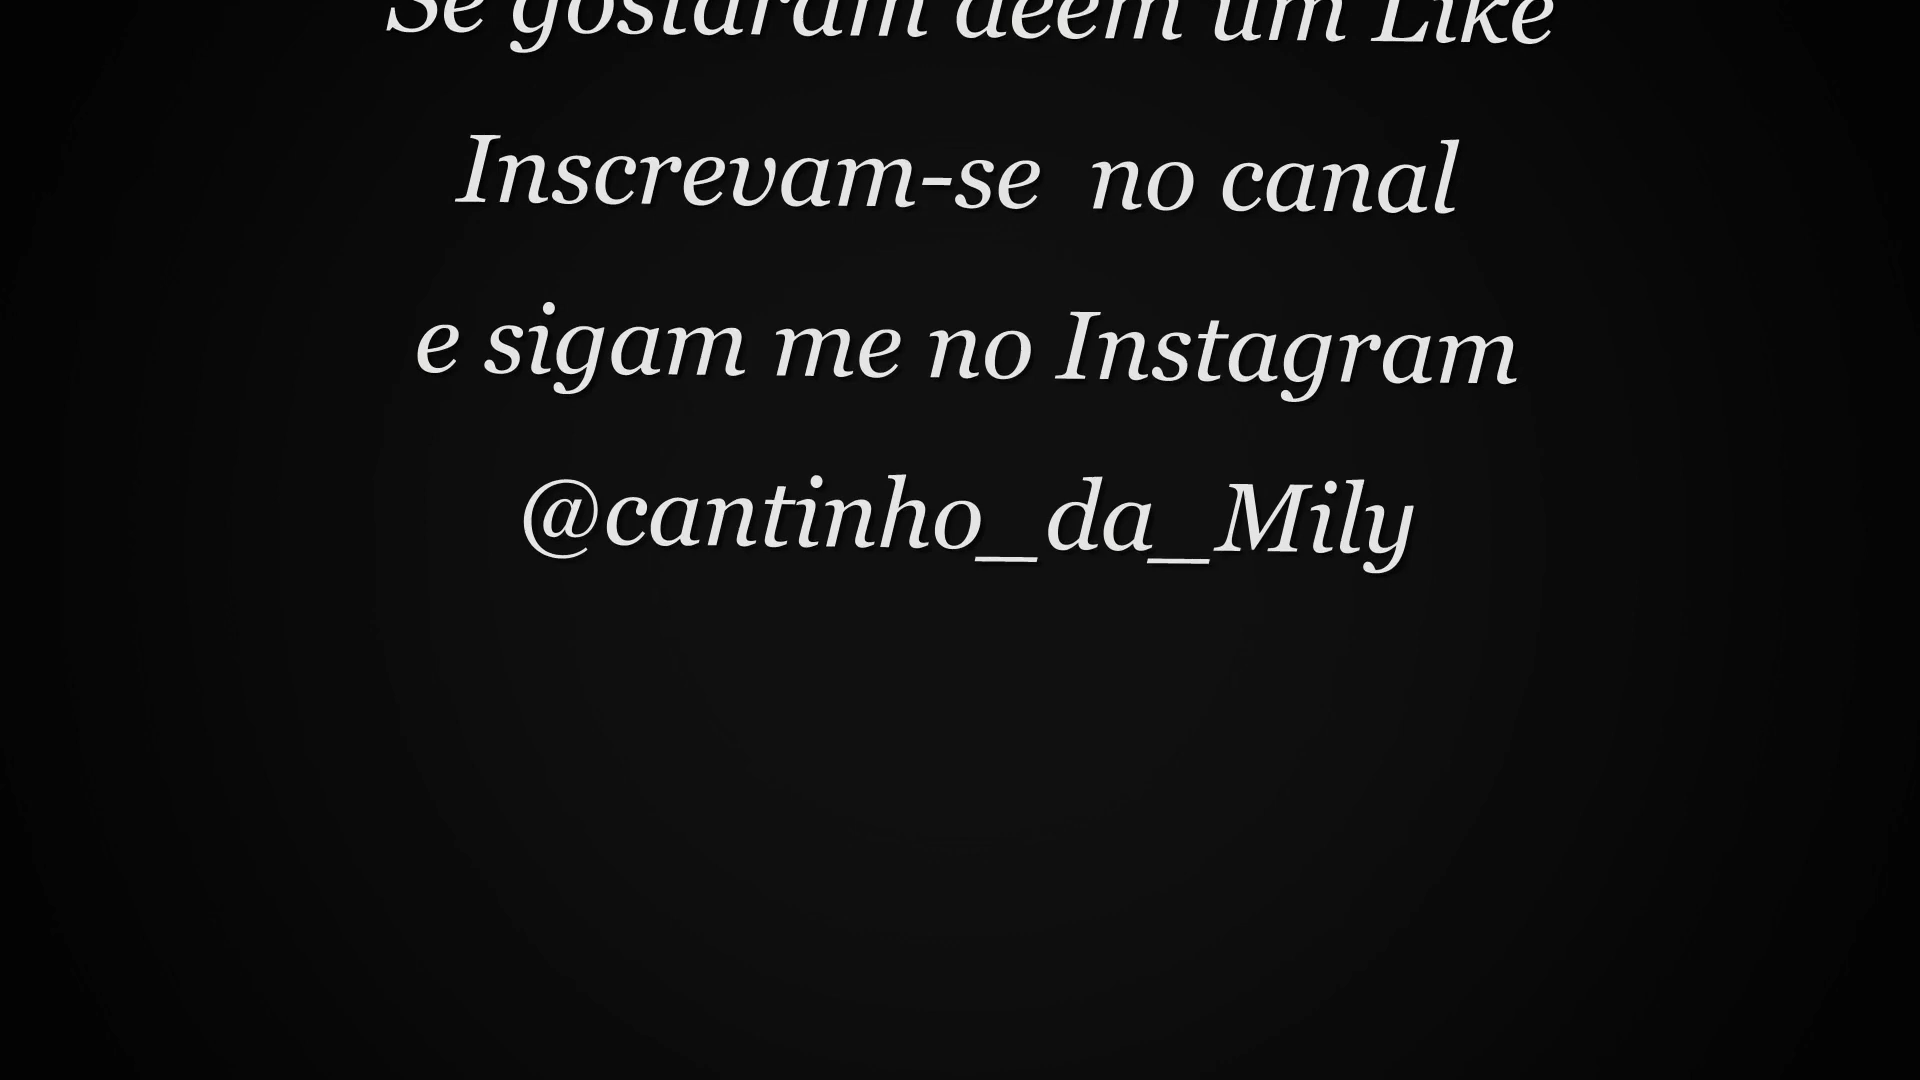 Se gostaram deem um Like
Inscrevam-se no canal
e sigam me no Instagram
@cantinho_da_Mily